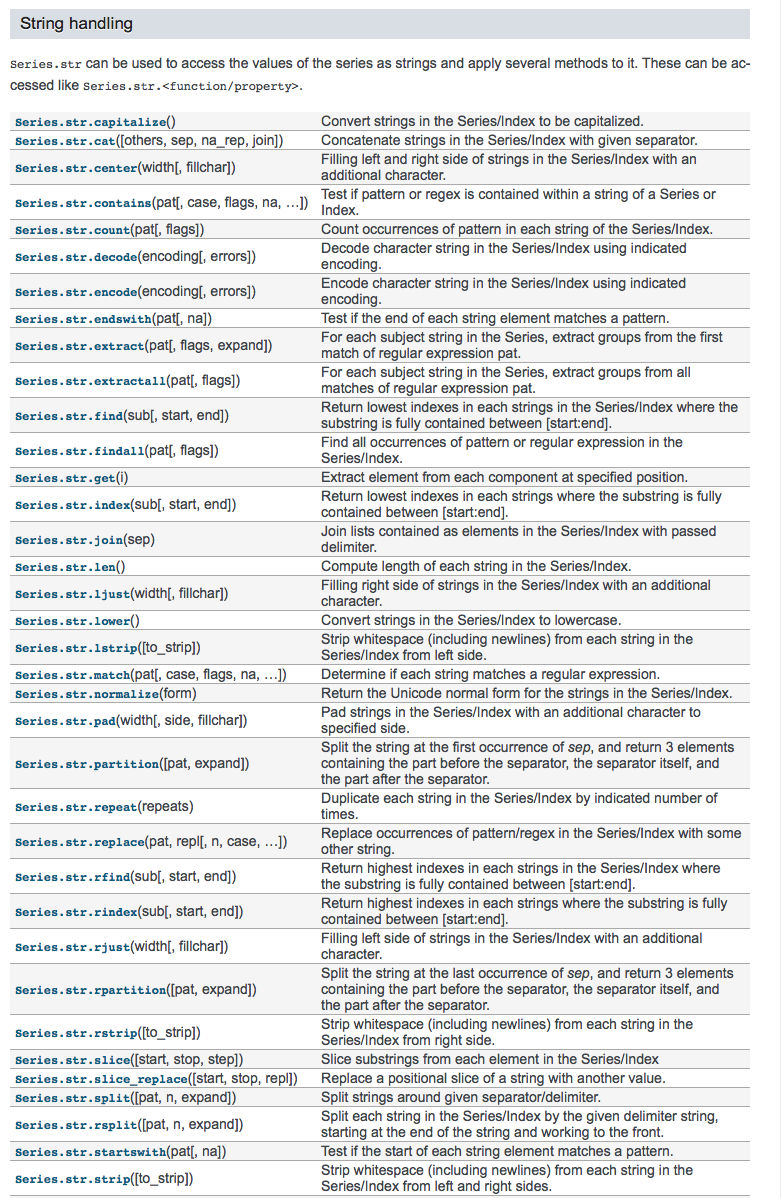 String handling
Series.str can be used to access the values of the series as strings and apply several methods to it. These can be ac-
cessed like Series.str.<function/property>.
Series.str.capitalize() Convert strings in the Series/Index to be capitalized.
Series.str.cat([others, sep, na_rep, join]) Concatenate strings in the Series/Index with given separator.
Series.str.center(width[, fillchar]) Filling left and right side of strings in the Series/Index with an
additional character.
Series.str.contains(pat[, case, flags, na, …]) Test if pattern or regex is contained within a string of a Series or
Index.
Series.str.count(pat[, flags]) Count occurrences of pattern in each string of the Series/Index.
Series.str.decode(encoding[, errors]) Decode character string in the Series/Index using indicated
encoding.
Series.str.encode(encoding[, errors]) Encode character string in the Series/Index using indicated
encoding.
Series.str.endswith(pat[, na]) Test if the end of each string element matches a pattern.
Series.str.extract(pat[, flags, expand]) For each subject string in the Series, extract groups from the first
match of regular expression pat.
Series.str.extractall(pat[, flags]) For each subject string in the Series, extract groups from all
matches of regular expression pat.
Series.str.find(sub[, start, end]) Return lowest indexes in each strings in the Series/Index where the
substring is fully contained between [start:end].
Series.str.findall(pat[, flags]) Find all occurrences of pattern or regular expression in the
Series/Index.
Series.str.get(i) Extract element from each component at specified position.
Series.str.index(sub[, start, end]) Return lowest indexes in each strings where the substring is fully
contained between [start:end].
Series.str.join(sep) Join lists contained as elements in the Series/Index with passed
delimiter.
Series.str.len() Compute length of each string in the Series/Index.
Series.str.ljust(width[, fillchar]) Filling right side of strings in the Series/Index with an additional
character.
Series.str.lower() Convert strings in the Series/Index to lowercase.
Series.str.lstrip([to_strip]) Strip whitespace (including newlines) from each string in the
Series/Index from left side.
Series.str.match(pat[, case, flags, na, …]) Determine if each string matches a regular expression.
Series.str.normalize(form) Return the Unicode normal form for the strings in the Series/Index.
Series.str.pad(width[, side, fillchar]) Pad strings in the Series/Index with an additional character to
specified side.
Series.str.partition([pat, expand]) Split the string at the first occurrence of sep, and return 3 elements
containing the part before the separator, the separator itself, and
the part after the separator.
Series.str.repeat(repeats) Duplicate each string in the Series/Index by indicated number of
times.
Series.str.replace(pat, repl[, n, case, …]) Replace occurrences of pattern/regex in the Series/Index with some
other string.
Series.str.rfind(sub[, start, end]) Return highest indexes in each strings in the Series/Index where
the substring is fully contained between [start:end].
Series.str.rindex(sub[, start, end]) Return highest indexes in each strings where the substring is fully
contained between [start:end].
Series.str.rjust(width[, fillchar]) Filling left side of strings in the Series/Index with an additional
character.
Series.str.rpartition([pat, expand]) Split the string at the last occurrence of sep, and return 3 elements
containing the part before the separator, the separator itself, and
the part after the separator.
Series.str.rstrip([to_strip]) Strip whitespace (including newlines) from each string in the
Series/Index from right side.
Series.str.slice([start, stop, step]) Slice substrings from each element in the Series/Index
Series.str.slice_replace([start, stop, repl]) Replace a positional slice of a string with another value.
Series.str.split([pat, n, expand]) Split strings around given separator/delimiter.
Series.str.rsplit([pat, n, expand]) Split each string in the Series/Index by the given delimiter string,
starting at the end of the string and working to the front.
Series.str.startswith(pat[, na]) Test if the start of each string element matches a pattern.
Series.str.strip([to_strip]) Strip whitespace (including newlines) from each string in the
Series/Index from left and right sides.